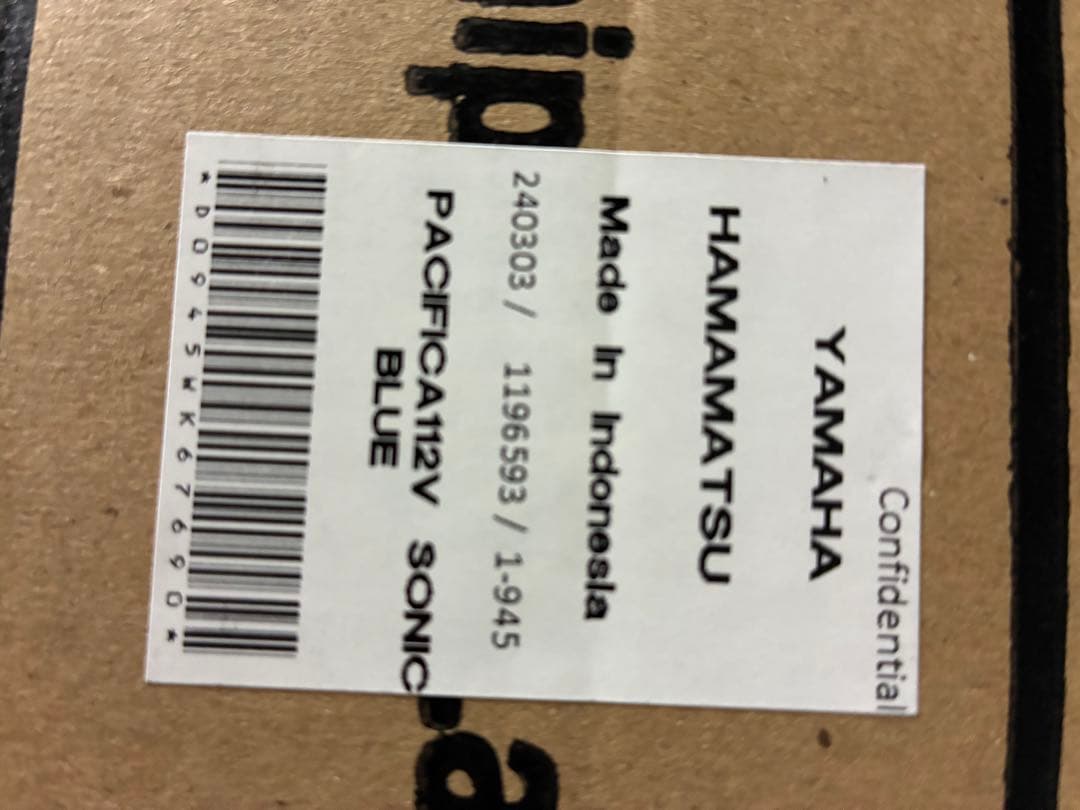 Confidential
YAMAHA
HAMAMATSU
Made In Indonesia
240303 / 1196593 / 1-945
PACIFICA112V SONIC
BLUE
*D0945WK67690*